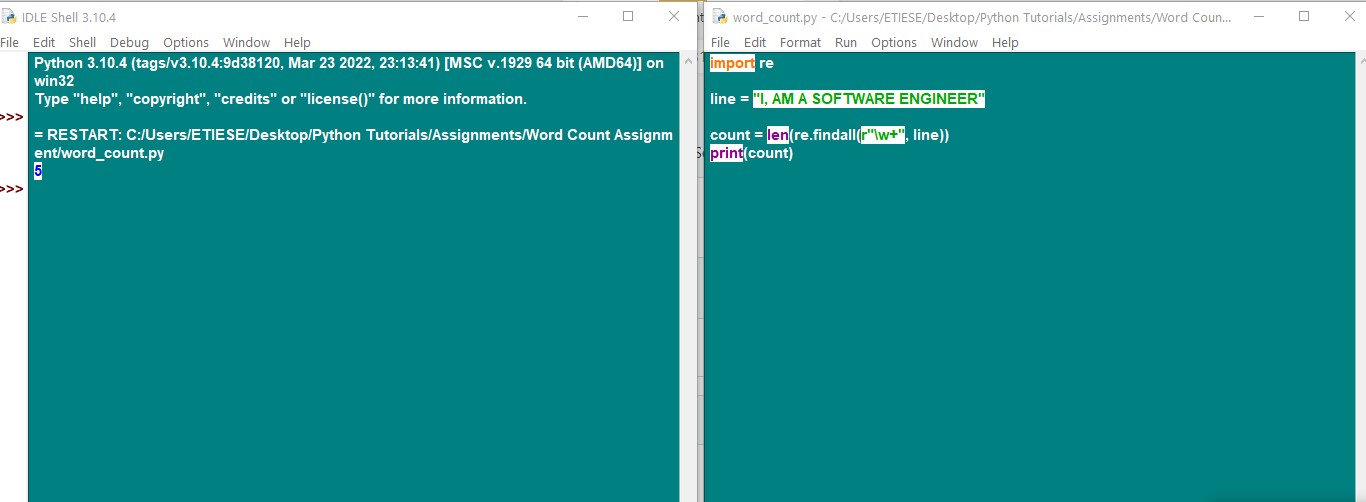 IDLE Shell 3.10.4
File Edit Shell Debug Options Window Help
Python 3.10.4 (tags/v3.10.4:9d38120, Mar 23 2022, 23:13:41) [MSC v.1929 64 bit (AMD64)] on
win32
Type "help", "copyright", "credits" or "license()" for more information.
>>>
= RESTART: C:/Users/ETIESE/Desktop/Python Tutorials/Assignments/Word Count Assignm
ent/word_count.py
5
>>>
word_count.py - C:/Users/ETIESE/Desktop/Python Tutorials/Assignments/Word Coun...
File Edit Format Run Options Window Help
import re
line = "I, AM A SOFTWARE ENGINEER"
count = len(re.findall(r"\w+", line))
print(count)